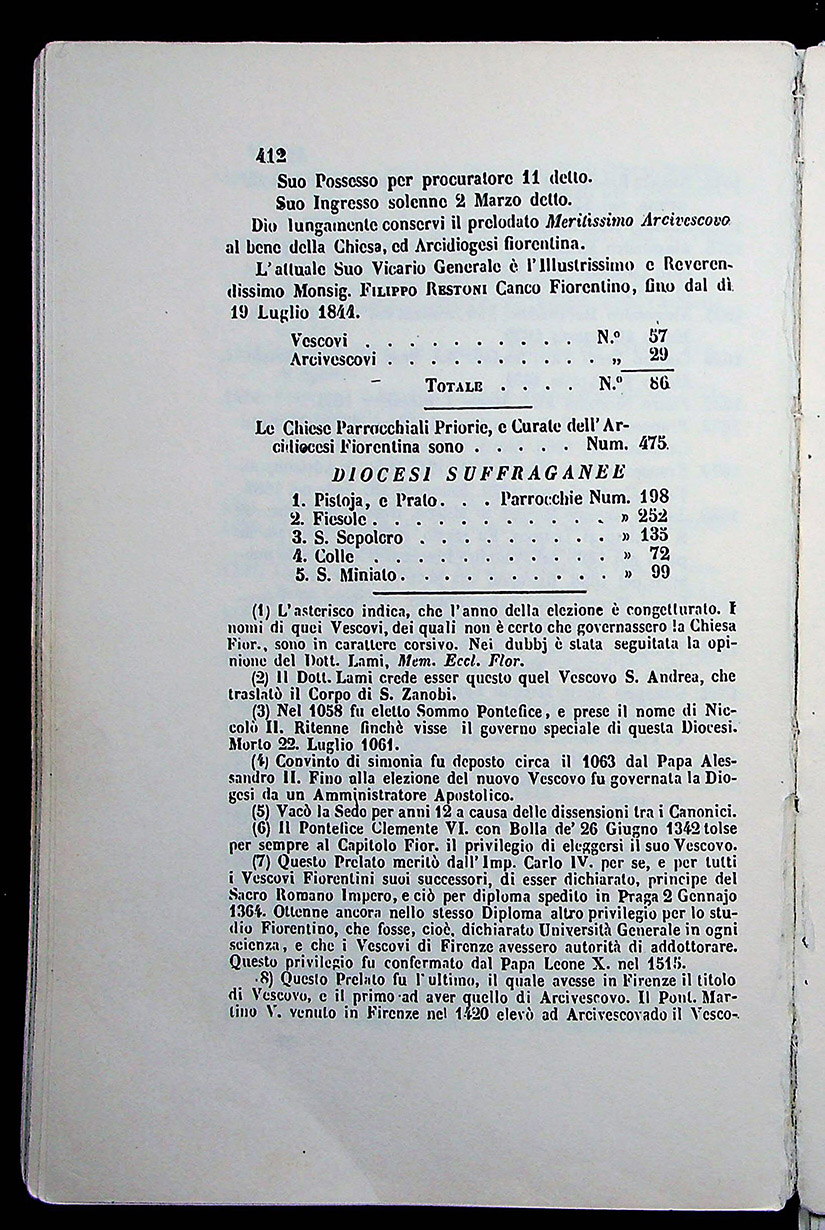 412
Suo Possesso per procuratore 11 detto.
Suo Ingresso solenne 2 Marzo detto.
Dio lungamente conservi il prelodato Meritissimo Arcivescovo
al bene della Chiesa, ed Arcidiogesi fiorentina.
L'attuale Suo Vicario Generale è l'Illustrissimo e Reveren-
dissimo Monsig. FILIPPO RESTONI Canco Fiorentino, fino dal dì
19 Luglio 1844.
Vescovi . . . . . . . . . . . N.º 57
Arcivescovi . . . . . . . . . . . „ 29
TOTALE . . . . N.º 86
Le Chiese Parrocchiali Priorie, e Curate dell'Ar-
cidiocesi Fiorentina sono . . . . . Num. 475.
DIOCESI SUFFRAGANEE
1. Pistoja, e Prato. . . Parrocchie Num. 198
2. Fiesole . . . . . . . . . . . . » 252
3. S. Sepolcro . . . . . . . . . . » 135
4. Colle . . . . . . . . . . . . » 72
5. S. Miniato. . . . . . . . . . . » 99
(1) L'asterisco indica, che l'anno della elezione è congetturato. I
nomi di quei Vescovi, dei quali non è certo che governassero la Chiesa
Fior., sono in carattere corsivo. Nei dubbj è stata seguitata la opi-
nione del Dott. Lami, Mem. Eccl. Flor.
(2) Il Dott. Lami crede esser questo quel Vescovo S. Andrea, che
traslatò il Corpo di S. Zanobi.
(3) Nel 1058 fu eletto Sommo Pontefice, e prese il nome di Nic-
colò II. Ritenne finchè visse il governo speciale di questa Diocesi.
Morto 22. Luglio 1061.
(4) Convinto di simonia fu deposto circa il 1063 dal Papa Ales-
sandro II. Fino alla elezione del nuovo Vescovo fu governata la Dio-
gesi da un Amministratore Apostolico.
(5) Vacò la Sede per anni 12 a causa delle dissensioni tra i Canonici.
(6) Il Pontefice Clemente VI. con Bolla de' 26 Giugno 1342 tolse
per sempre al Capitolo Fior. il privilegio di eleggersi il suo Vescovo.
(7) Questo Prelato meritò dall'Imp. Carlo IV. per se, e per tutti
i Vescovi Fiorentini suoi successori, di esser dichiarato, principe del
Sacro Romano Impero, e ciò per diploma spedito in Praga 2 Gennajo
1364. Ottenne ancora nello stesso Diploma altro privilegio per lo stu-
dio Fiorentino, che fosse, cioè, dichiarato Università Generale in ogni
scienza, e che i Vescovi di Firenze avessero autorità di addottorare.
Questo privilegio fu confermato dal Papa Leone X. nel 1515.
8) Questo Prelato fu l'ultimo, il quale avesse in Firenze il titolo
di Vescovo, e il primo ad aver quello di Arcivescovo. Il Pont. Mar-
tino V. venuto in Firenze nel 1420 elevò ad Arcivescovado il Vesco-